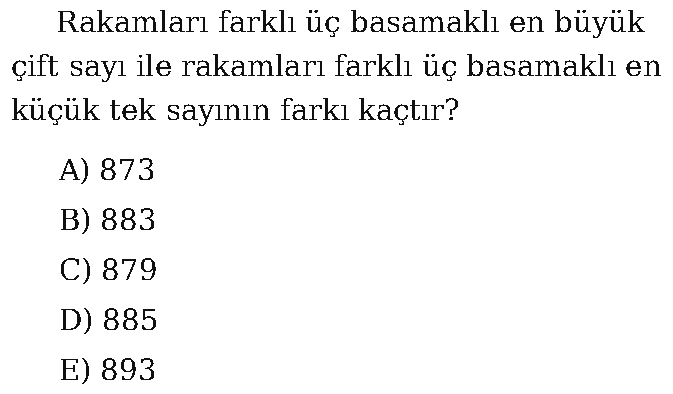 Rakamları farklı üç basamaklı en büyük
çift sayı ile rakamları farklı üç basamaklı en
küçük tek sayının farkı kaçtır?
A) 873
B) 883
C) 879
D) 885
E) 893